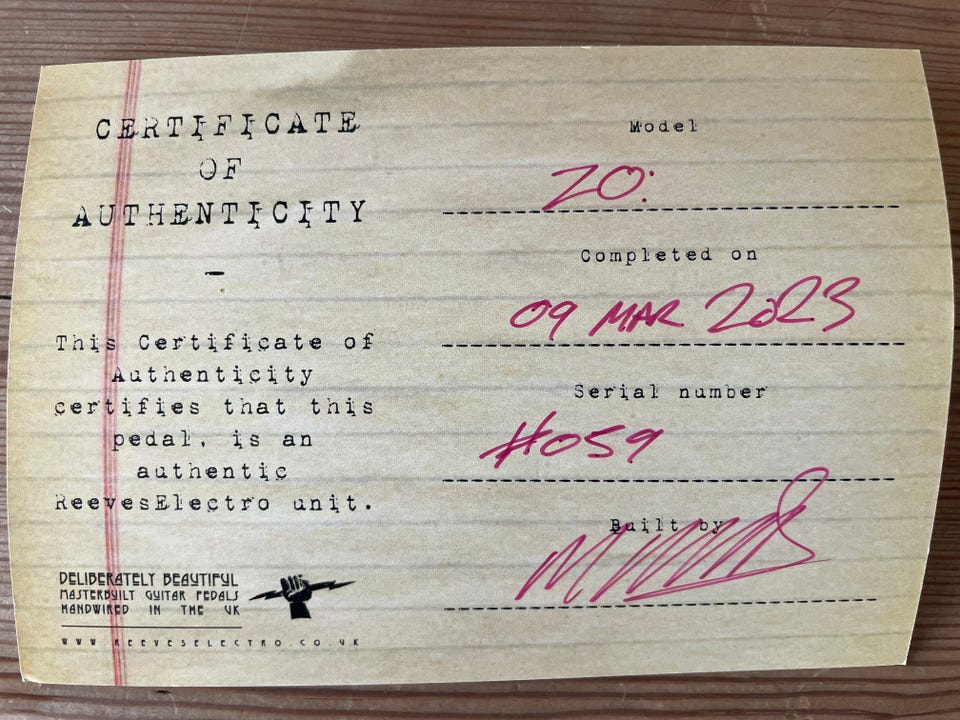 CERTIFICATE
OF
AUTHENTICITY
–
This Certificate of
Authenticity
certifies that this
pedal, is an
authentic
ReevesElectro unit.
DELIBERATELY BEAUTIFUL
MASTERBUILT GUITAR PEDALS
HANDWIRED IN THE UK
WWW.REEVESELECTRO.CO.UK
Model
ZO:
Completed on
09 MAR 2023
Serial number
#059
Built by